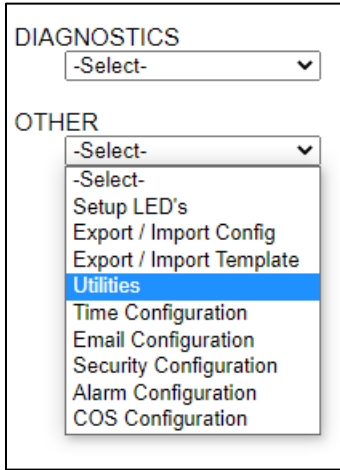 DIAGNOSTICS
-Select-
OTHER
-Select-
-Select-
Setup LED's
Export / Import Config
Export / Import Template
Utilities
Time Configuration
Email Configuration
Security Configuration
Alarm Configuration
COS Configuration